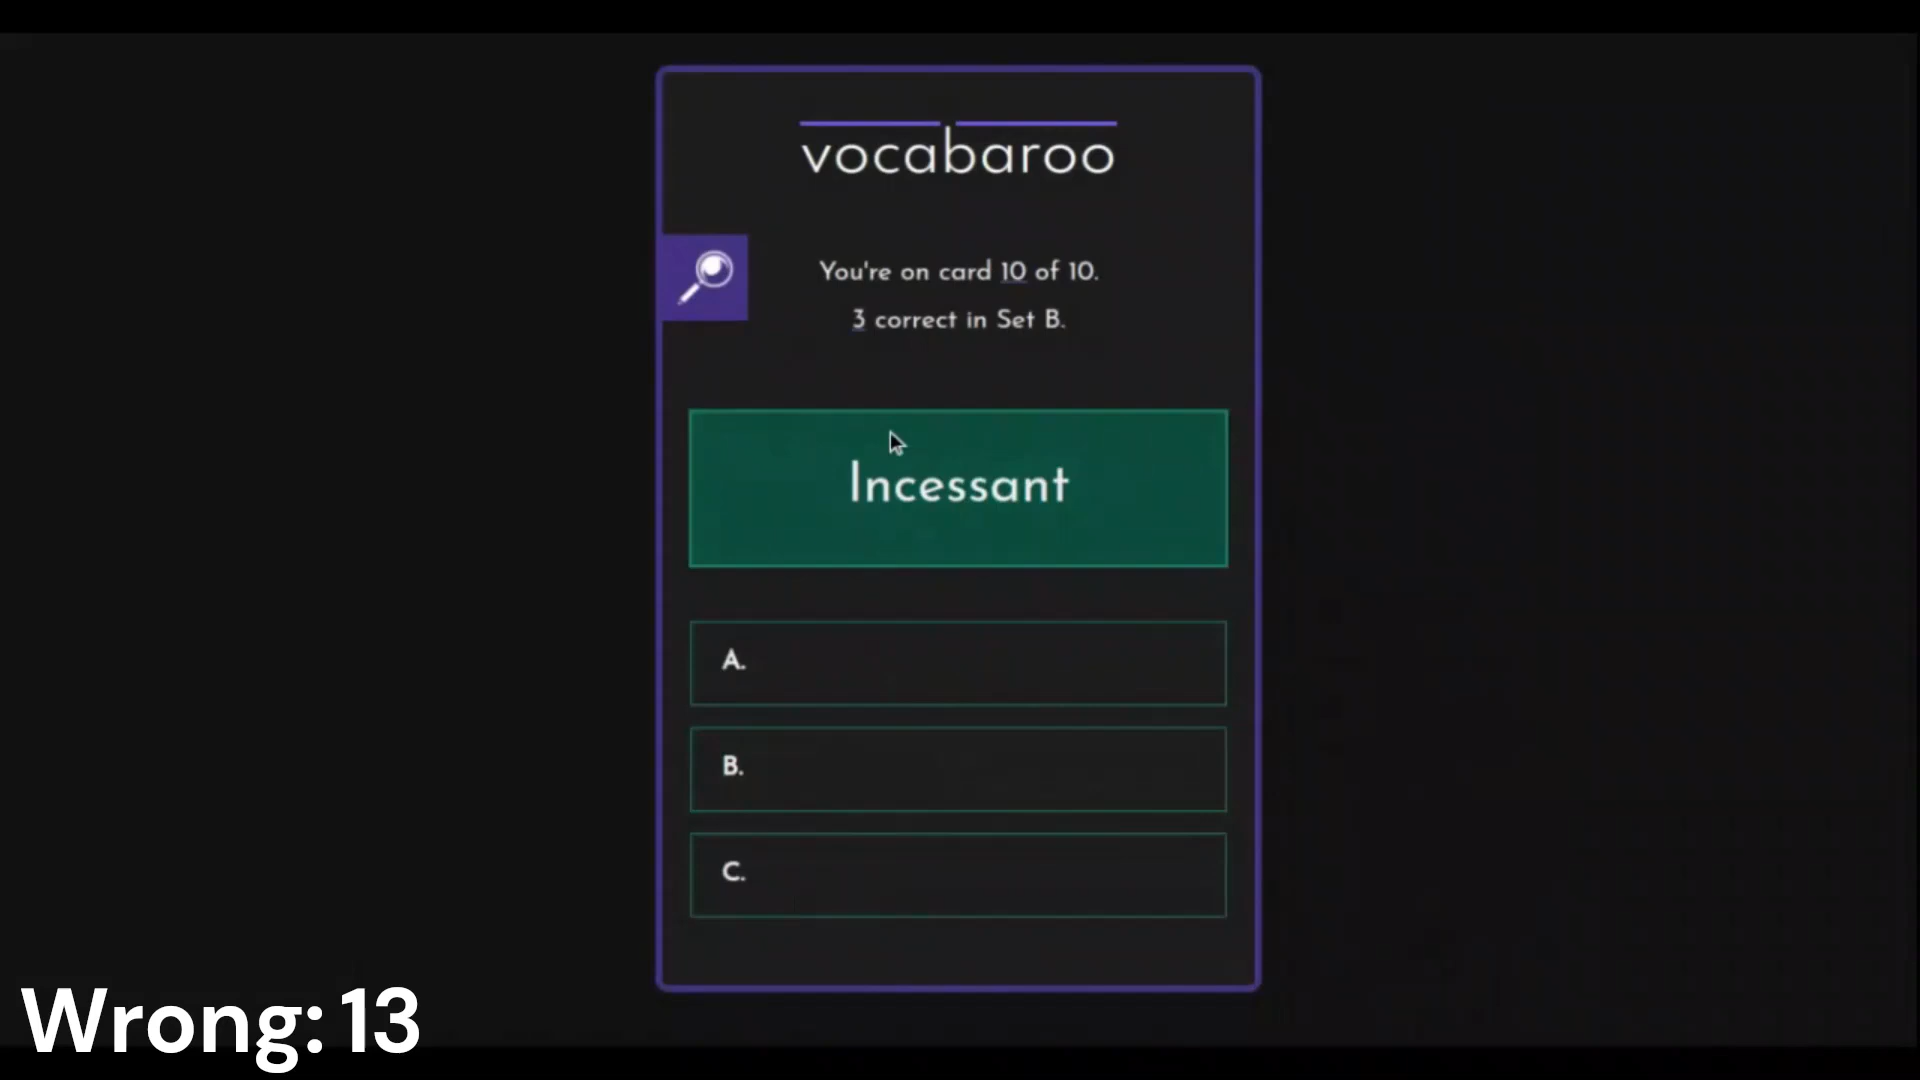 vocabaroo
You're on card 10 of 10.
3 correct in Set B.
Incessant
A.
B.
C.
Wrong: 13